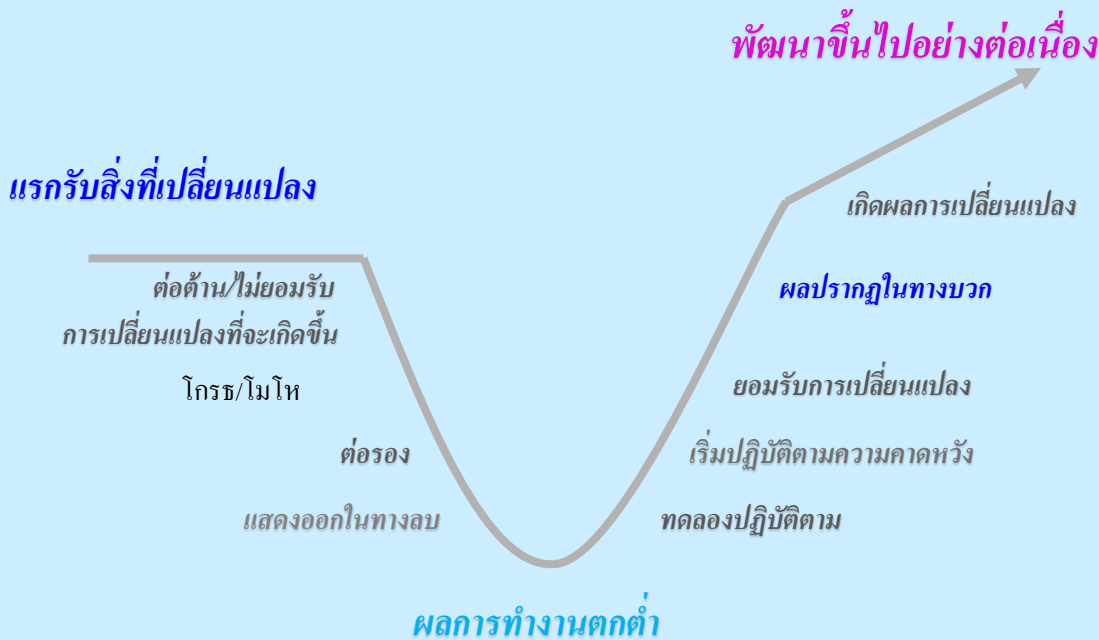 พัฒนาขึ้นไปอย่างต่อเนื่อง
แรกรับสิ่งที่เปลี่ยนแปลง
เกิดผลการเปลี่ยนแปลง
ต่อต้าน/ไม่ยอมรับ
ผลปรากฏในทางบวก
การเปลี่ยนแปลงที่จะเกิดขึ้น
โกรธ/โมโห
ยอมรับการเปลี่ยนแปลง
ต่อรอง
เริ่มปฏิบัติตามความคาดหวัง
แสดงออกในทางลบ
ทดลองปฏิบัติตาม
ผลการทำงานตกต่ำ